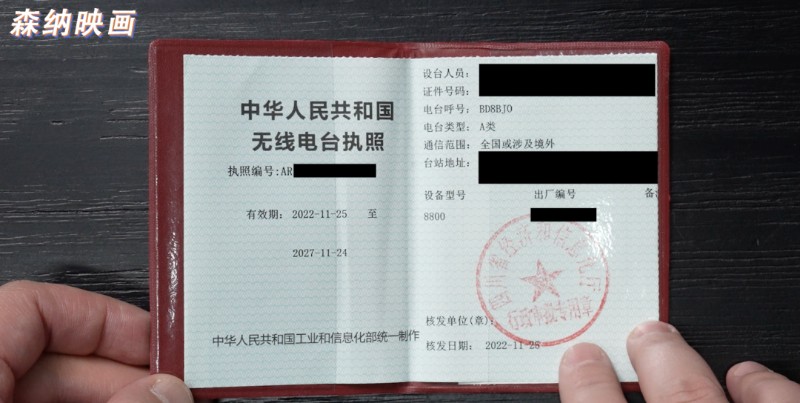 森纳映画
中华人民共和国
无线电台执照
执照编号:AR
有效期: 2022-11-25 至
2027-11-24
中华人民共和国工业和信息化部统一制作
设台人员:
证件号码:
电台呼号: BD8BJO
电台类型: A类
通信范围: 全国或涉及境外
台站地址:
设备型号 出厂编号 备
8800
四川省经济和信息化厅
行政审批专用章
核发单位(章):
核发日期: 2022-11-28